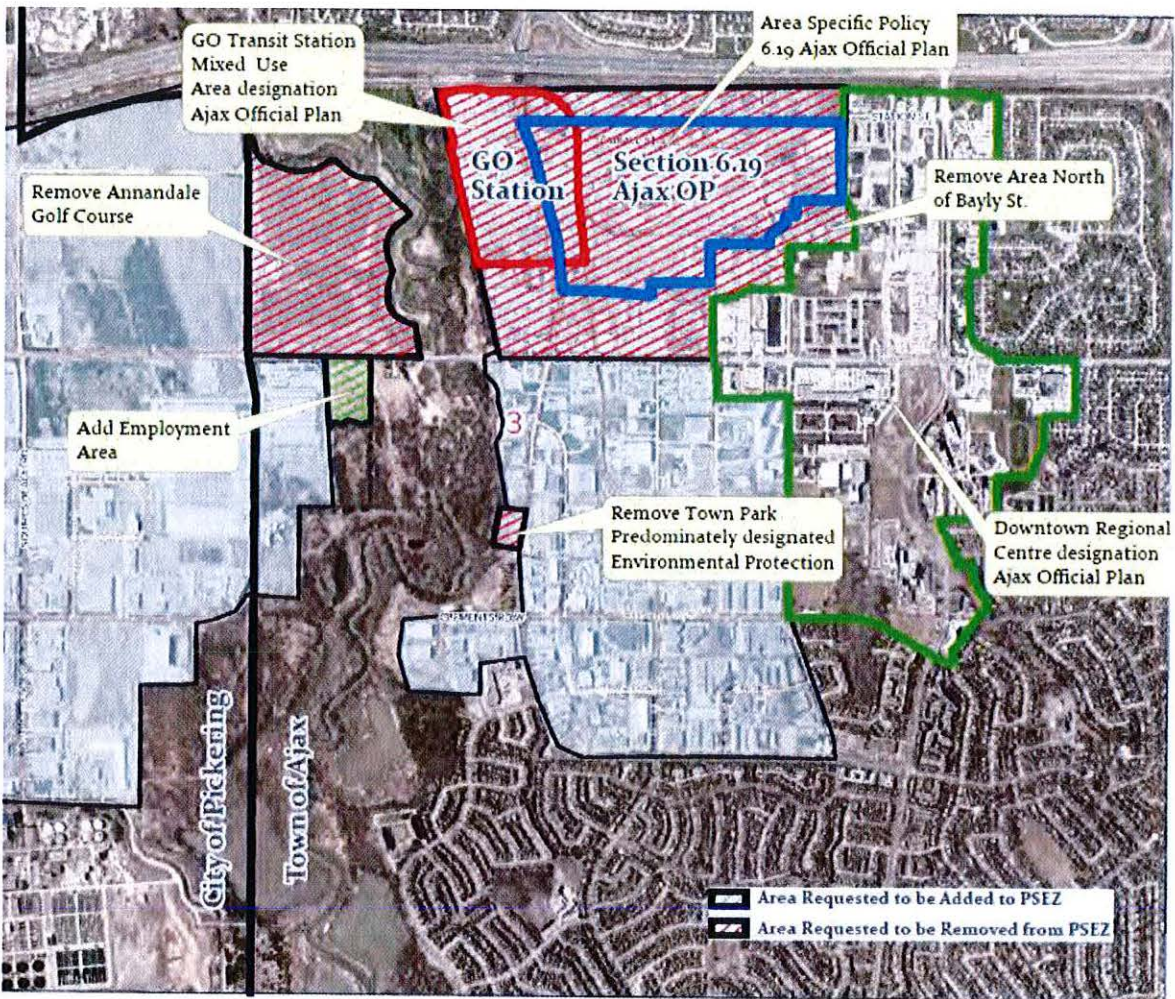 GO Transit Station
Mixed Use
Area designation
Ajax Official Plan
Area Specific Policy
6.19 Ajax Official Plan
GO
Station
Section 6.19
Ajax OP
Remove Annandale
Golf Course
Remove Area North
of Bayly St.
Add Employment
Area
3
Remove Town Park
Predominately designated
Environmental Protection
Downtown Regional
Centre designation
Ajax Official Plan
City of Pickering
Town of Ajax
Area Requested to be Added to PSEZ
Area Requested to be Removed from PSEZ